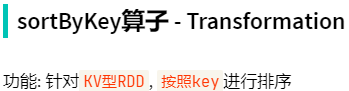 sortByKey算子 - Transformation
功能: 针对 KV型RDD , 按照key 进行排序